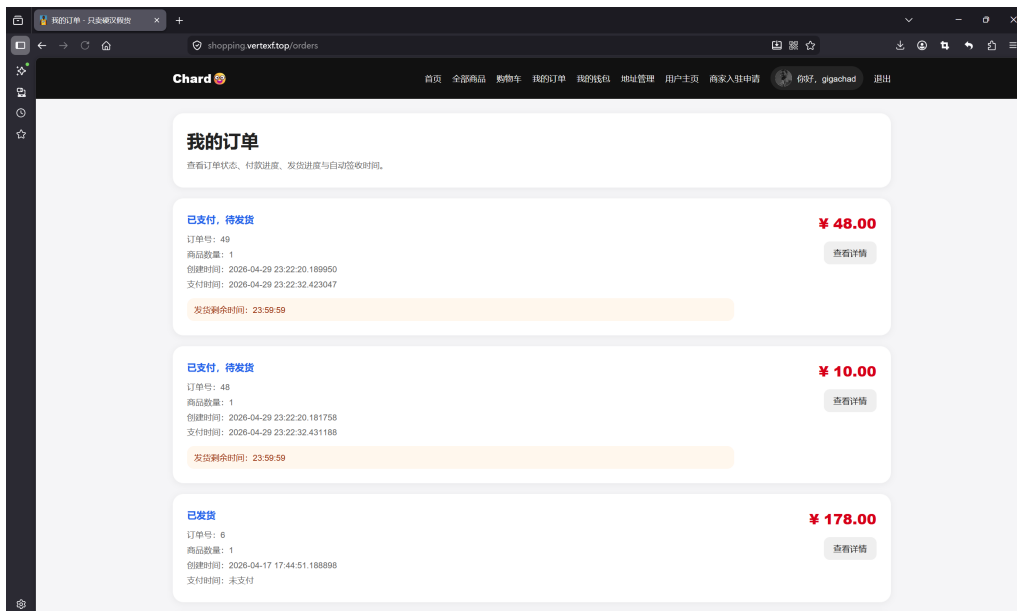 我的订单 - 只卖硬汉假货
shopping.vertexf.top/orders
Chard
首页 全部商品 购物车 我的订单 我的钱包 地址管理 用户主页 商家入驻申请 你好，gigachad 退出
我的订单
查看订单状态、付款进度、发货进度与自动签收时间。
已支付，待发货
¥ 48.00
订单号：49
查看详情
商品数量：1
创建时间：2026-04-29 23:22:20.189950
支付时间：2026-04-29 23:22:32.423047
发货剩余时间：23:59:59
已支付，待发货
¥ 10.00
订单号：48
查看详情
商品数量：1
创建时间：2026-04-29 23:22:20.181758
支付时间：2026-04-29 23:22:32.431188
发货剩余时间：23:59:59
已发货
¥ 178.00
订单号：6
查看详情
商品数量：1
创建时间：2026-04-17 17:44:51.188898
支付时间：未支付